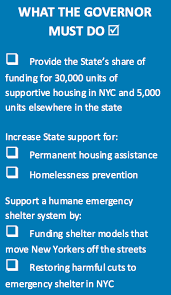 WHAT THE GOVERNOR
MUST DO ☑
❑ Provide the State's share of
funding for 30,000 units of
supportive housing in NYC and 5,000
units elsewhere in the state
Increase State support for:
❑ Permanent housing assistance
❑ Homelessness prevention
Support a humane emergency
shelter system by:
❑ Funding shelter models that
move New Yorkers off the streets
❑ Restoring harmful cuts to
emergency shelter in NYC